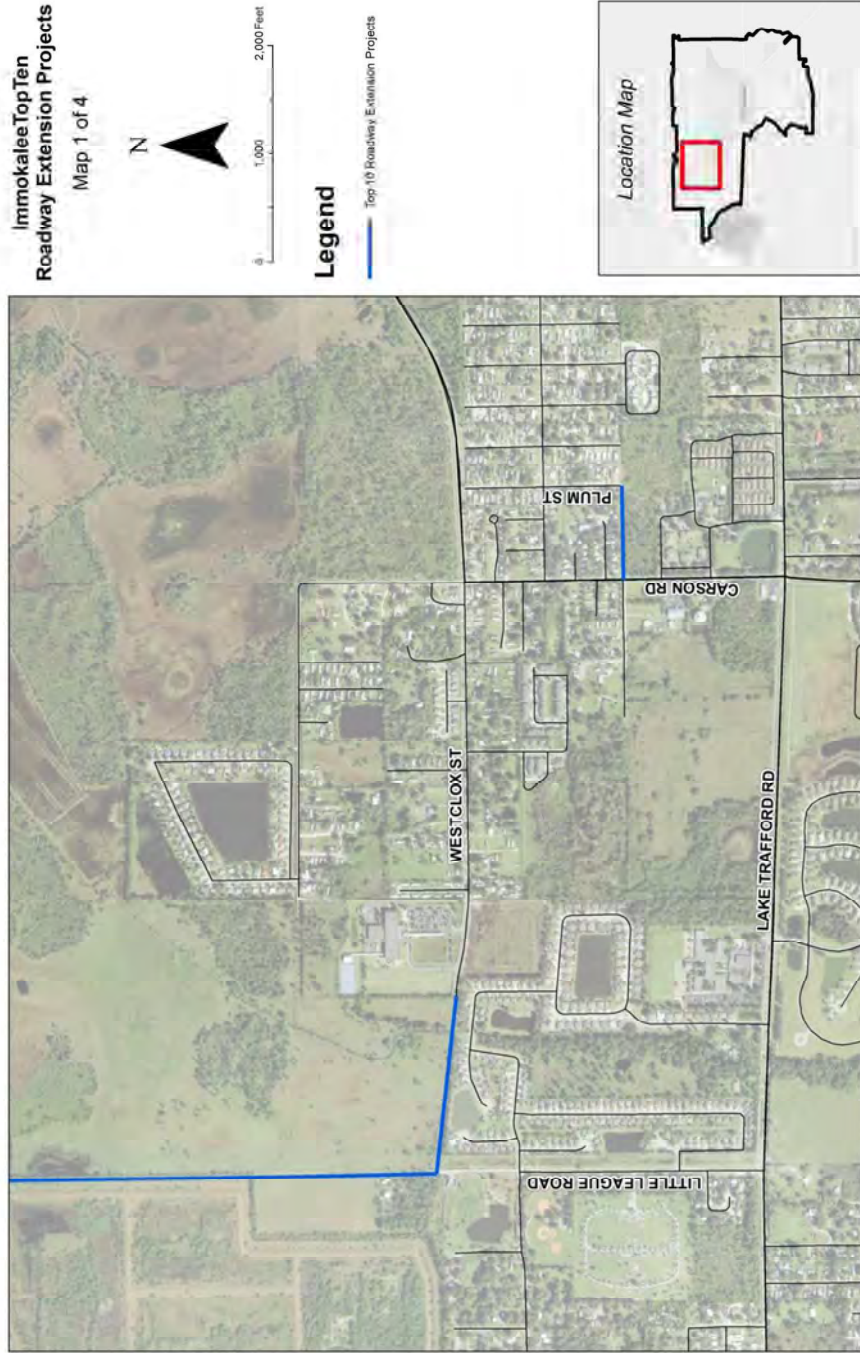 ImmokaleeTopTen
Roadway Extension Projects
Map 1 of 4
N
0 1,000 2,000 Feet
Legend
Top 10 Roadway Extension Projects
Location Map
WESTCLOX ST
PLUM ST
CARSON RD
LAKE TRAFFORD RD
LITTLE LEAGUE ROAD